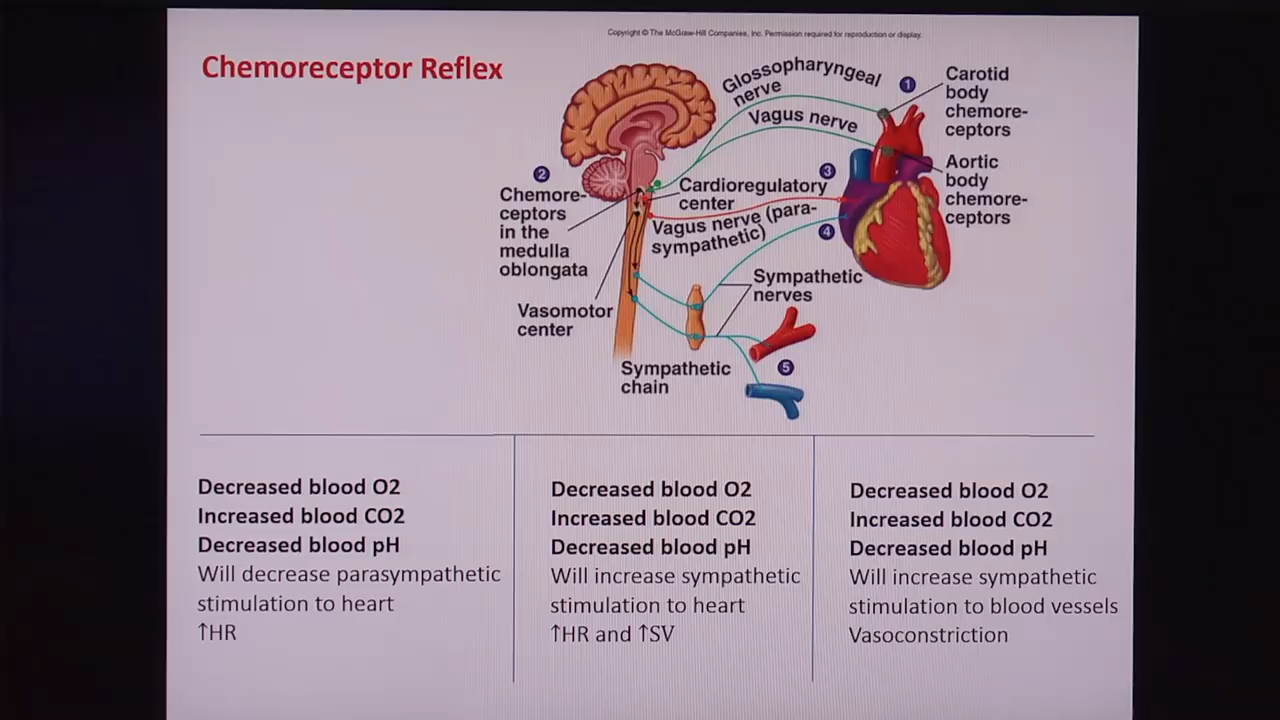 Copyright © The McGraw-Hill Companies, Inc. Permission required for reproduction or display.
Chemoreceptor Reflex
Glossopharyngeal
nerve
Vagus nerve
1
Carotid
body
chemore-
ceptors
Aortic
body
chemore-
ceptors
2
Chemore-
ceptors
in the
medulla
oblongata
3
Cardioregulatory
center
Vagus nerve (para-
sympathetic)
4
Sympathetic
nerves
Vasomotor
center
Sympathetic
chain
5
Decreased blood O2
Increased blood CO2
Decreased blood pH
Will decrease parasympathetic
stimulation to heart
↑HR
Decreased blood O2
Increased blood CO2
Decreased blood pH
Will increase sympathetic
stimulation to heart
↑HR and ↑SV
Decreased blood O2
Increased blood CO2
Decreased blood pH
Will increase sympathetic
stimulation to blood vessels
Vasoconstriction